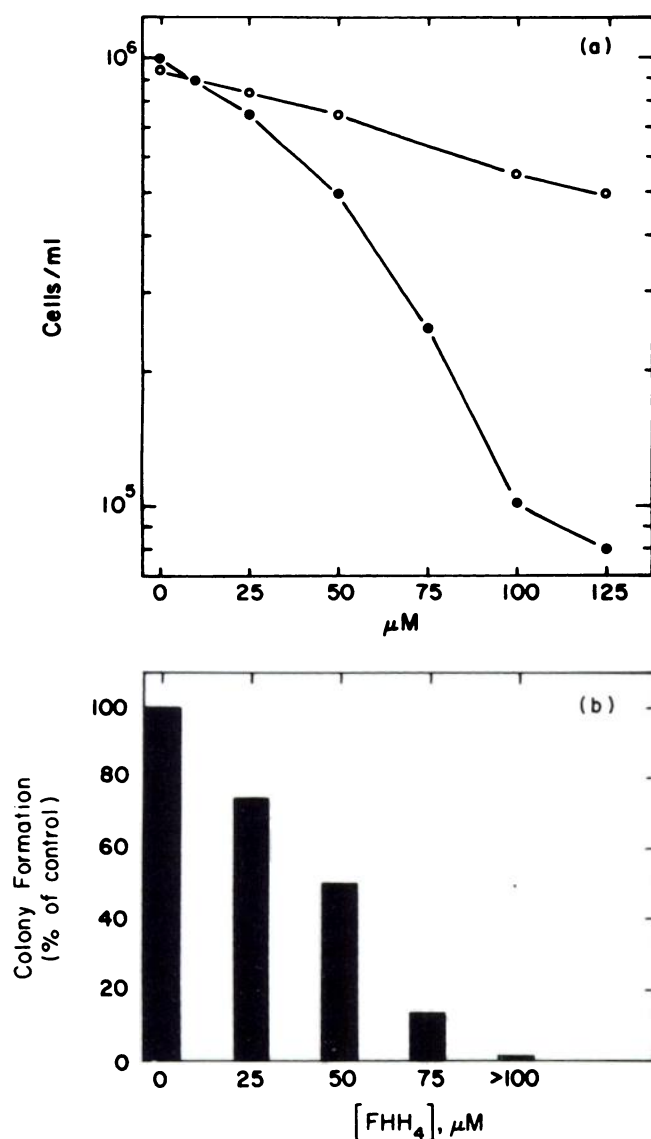 (a)
10⁶
10⁵
Cells/ml
0 25 50 75 100 125
μM
(b)
100
80
60
40
20
0
Colony Formation
(% of control)
0 25 50 75 >100
[FHH₄], μM